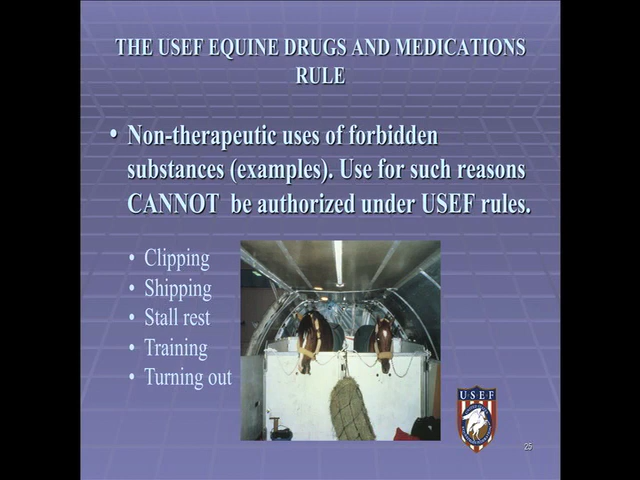 THE USEF EQUINE DRUGS AND MEDICATIONS
RULE
• Non-therapeutic uses of forbidden
substances (examples). Use for such reasons
CANNOT be authorized under USEF rules.
• Clipping
• Shipping
• Stall rest
• Training
• Turning out
USEF
25